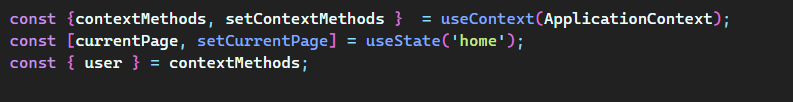 const {contextMethods, setContextMethods }  = useContext(ApplicationContext);
const [currentPage, setCurrentPage] = useState('home');
const { user } = contextMethods;